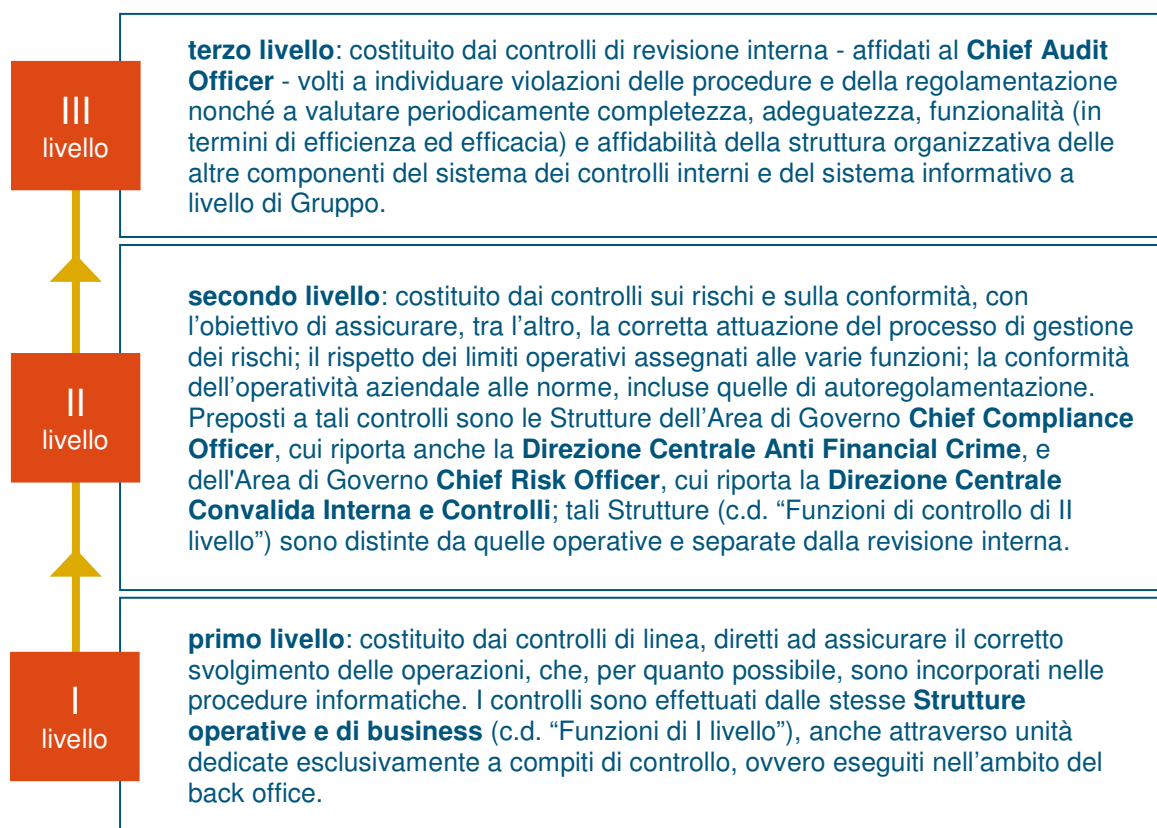 III
livello
terzo livello: costituito dai controlli di revisione interna - affidati al Chief Audit
Officer - volti a individuare violazioni delle procedure e della regolamentazione
nonché a valutare periodicamente completezza, adeguatezza, funzionalità (in
termini di efficienza ed efficacia) e affidabilità della struttura organizzativa delle
altre componenti del sistema dei controlli interni e del sistema informativo a
livello di Gruppo.
II
livello
secondo livello: costituito dai controlli sui rischi e sulla conformità, con
l’obiettivo di assicurare, tra l’altro, la corretta attuazione del processo di gestione
dei rischi; il rispetto dei limiti operativi assegnati alle varie funzioni; la conformità
dell’operatività aziendale alle norme, incluse quelle di autoregolamentazione.
Preposti a tali controlli sono le Strutture dell’Area di Governo Chief Compliance
Officer, cui riporta anche la Direzione Centrale Anti Financial Crime, e
dell'Area di Governo Chief Risk Officer, cui riporta la Direzione Centrale
Convalida Interna e Controlli; tali Strutture (c.d. “Funzioni di controllo di II
livello”) sono distinte da quelle operative e separate dalla revisione interna.
I
livello
primo livello: costituito dai controlli di linea, diretti ad assicurare il corretto
svolgimento delle operazioni, che, per quanto possibile, sono incorporati nelle
procedure informatiche. I controlli sono effettuati dalle stesse Strutture
operative e di business (c.d. “Funzioni di I livello”), anche attraverso unità
dedicate esclusivamente a compiti di controllo, ovvero eseguiti nell’ambito del
back office.